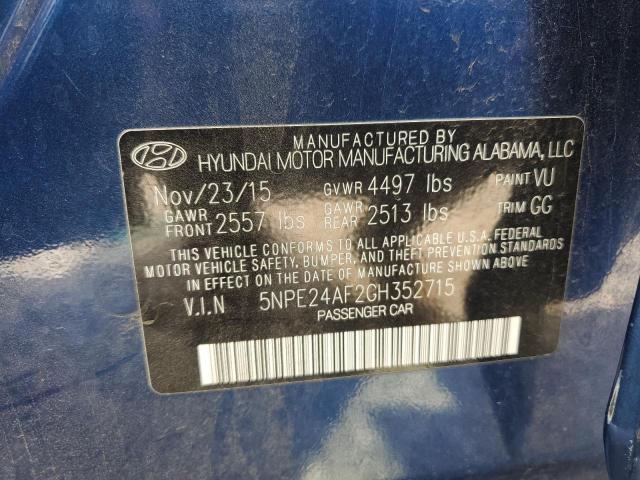 MANUFACTURED BY
HYUNDAI MOTOR MANUFACTURING ALABAMA, LLC
Nov/23/15 GVWR 4497 lbs PAINT VU
GAWR FRONT 2557 lbs GAWR REAR 2513 lbs TRIM GG
THIS VEHICLE CONFORMS TO ALL APPLICABLE U.S.A. FEDERAL
MOTOR VEHICLE SAFETY, BUMPER, AND THEFT PREVENTION
STANDARDS IN EFFECT ON THE DATE OF MANUFACTURE SHOWN ABOVE.
V.I.N 5NPE24AF2GH352715
PASSENGER CAR